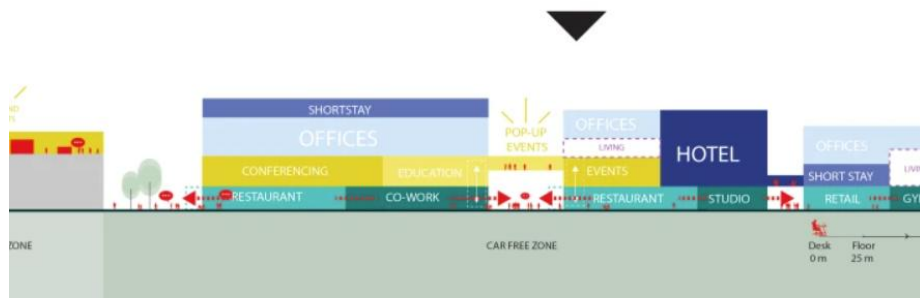 SHORTSTAY
OFFICES
CONFERENCING
EDUCATION
RESTAURANT
CO-WORK
POP-UP
EVENTS
OFFICES
LIVING
EVENTS
RESTAURANT
STUDIO
HOTEL
OFFICES
SHORT STAY
RETAIL
CAR FREE ZONE
Desk
0 m
Floor
25 m